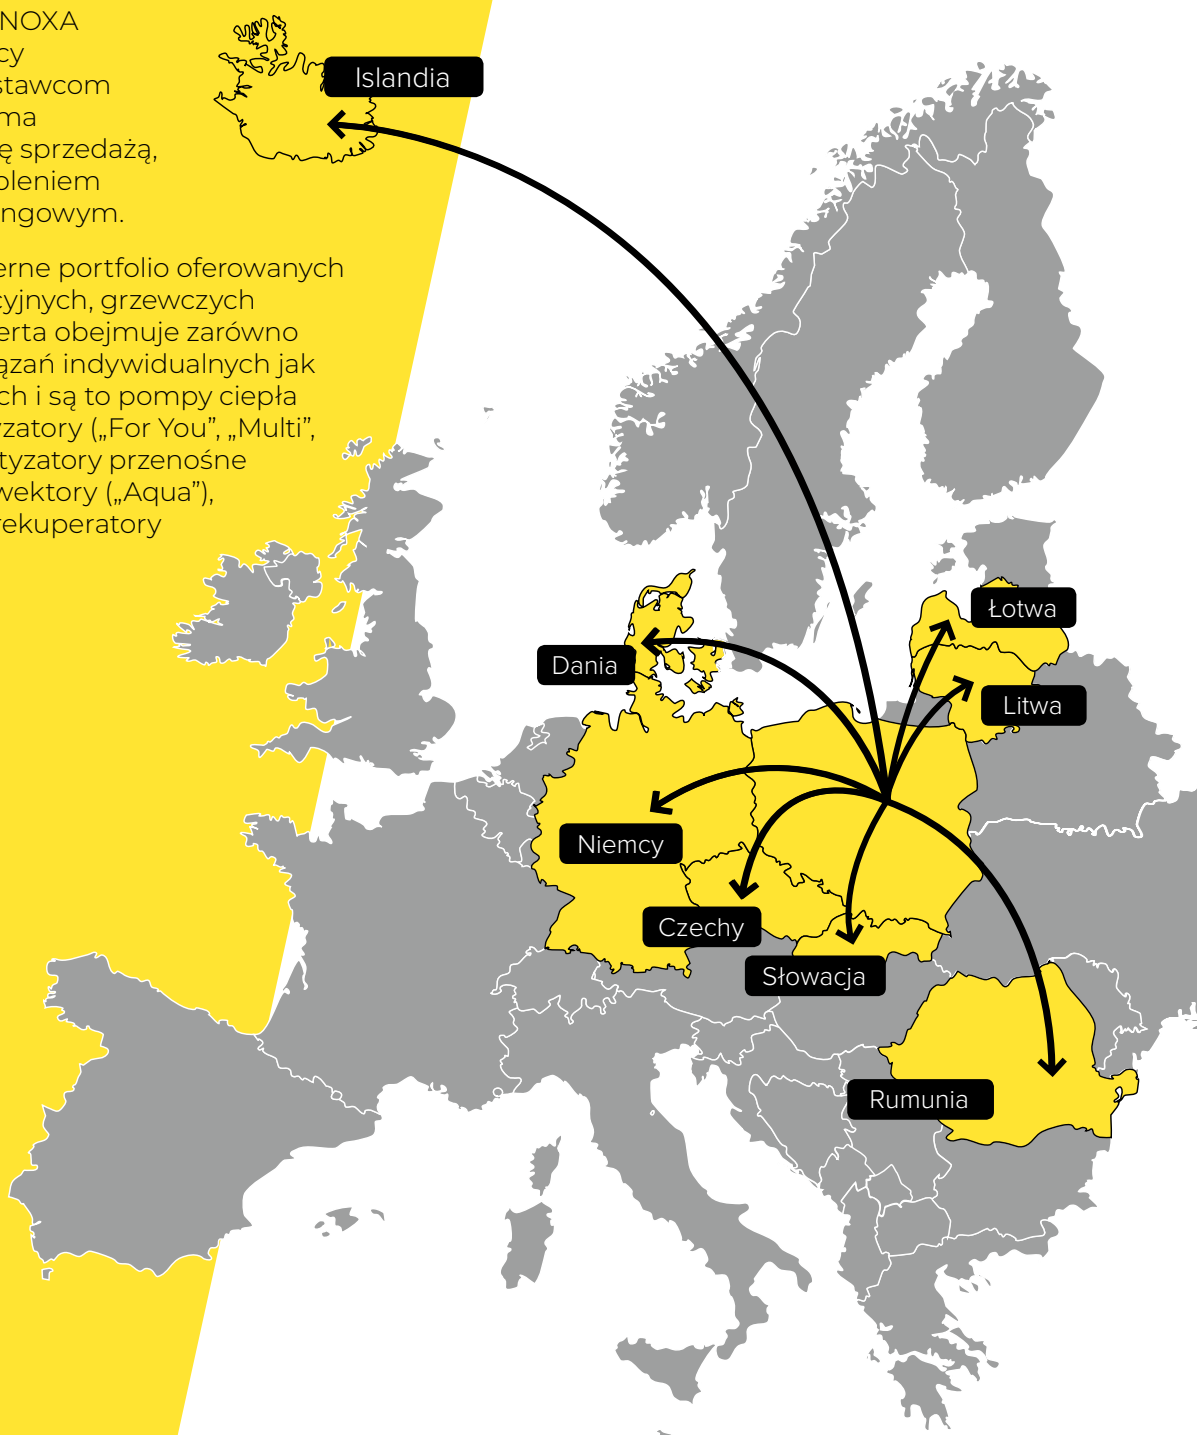 NOXA
cy
stawcom
ma
ę sprzedażą,
oleniem
ngowym.
erne portfolio oferowanych
cyjnych, grzewczych
erta obejmuje zarówno
ązań indywidualnych jak
ch i są to pompy ciepła
yzatory („For You”, „Multi”,
tyzatory przenośne
wektory („Aqua”),
rekuperatory
Islandia
Łotwa
Dania
Litwa
Niemcy
Czechy
Słowacja
Rumunia